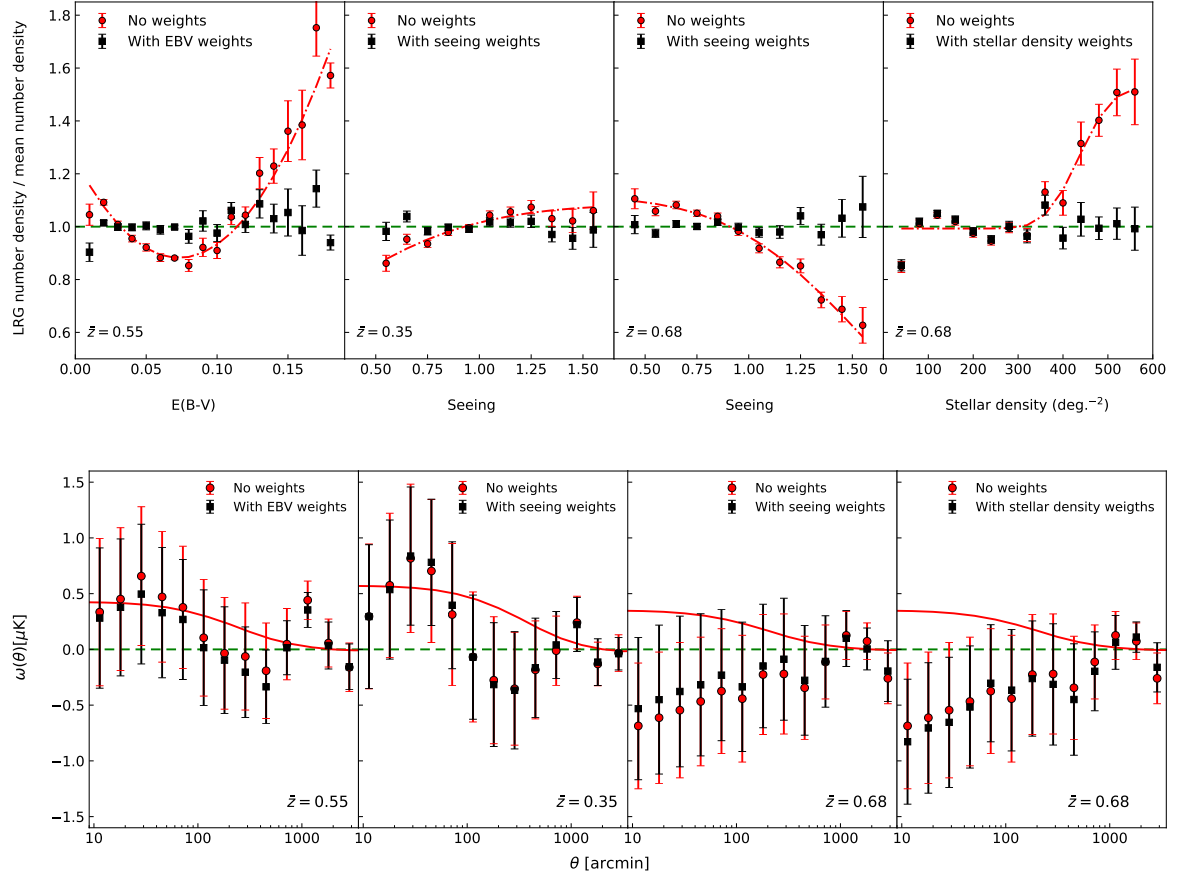 LRG number density / mean number density
1.8
1.6
1.4
1.2
1.0
0.8
0.6
No weights
With EBV weights
z̄ = 0.55
0.00 0.05 0.10 0.15
E(B-V)
No weights
With seeing weights
z̄ = 0.35
0.50 0.75 1.00 1.25 1.50
Seeing
No weights
With seeing weights
z̄ = 0.68
0.50 0.75 1.00 1.25 1.50
Seeing
No weights
With stellar density weights
z̄ = 0.68
0 100 200 300 400 500 600
Stellar density (deg.⁻²)
ω(θ)[μK]
1.5
1.0
0.5
0.0
−0.5
−1.0
−1.5
No weights
With EBV weights
z̄ = 0.55
10 100 1000
No weights
With seeing weights
z̄ = 0.35
10 100 1000
No weights
With seeing weights
z̄ = 0.68
10 100 1000
No weights
With stellar density weigths
z̄ = 0.68
10 100 1000
θ [arcmin]